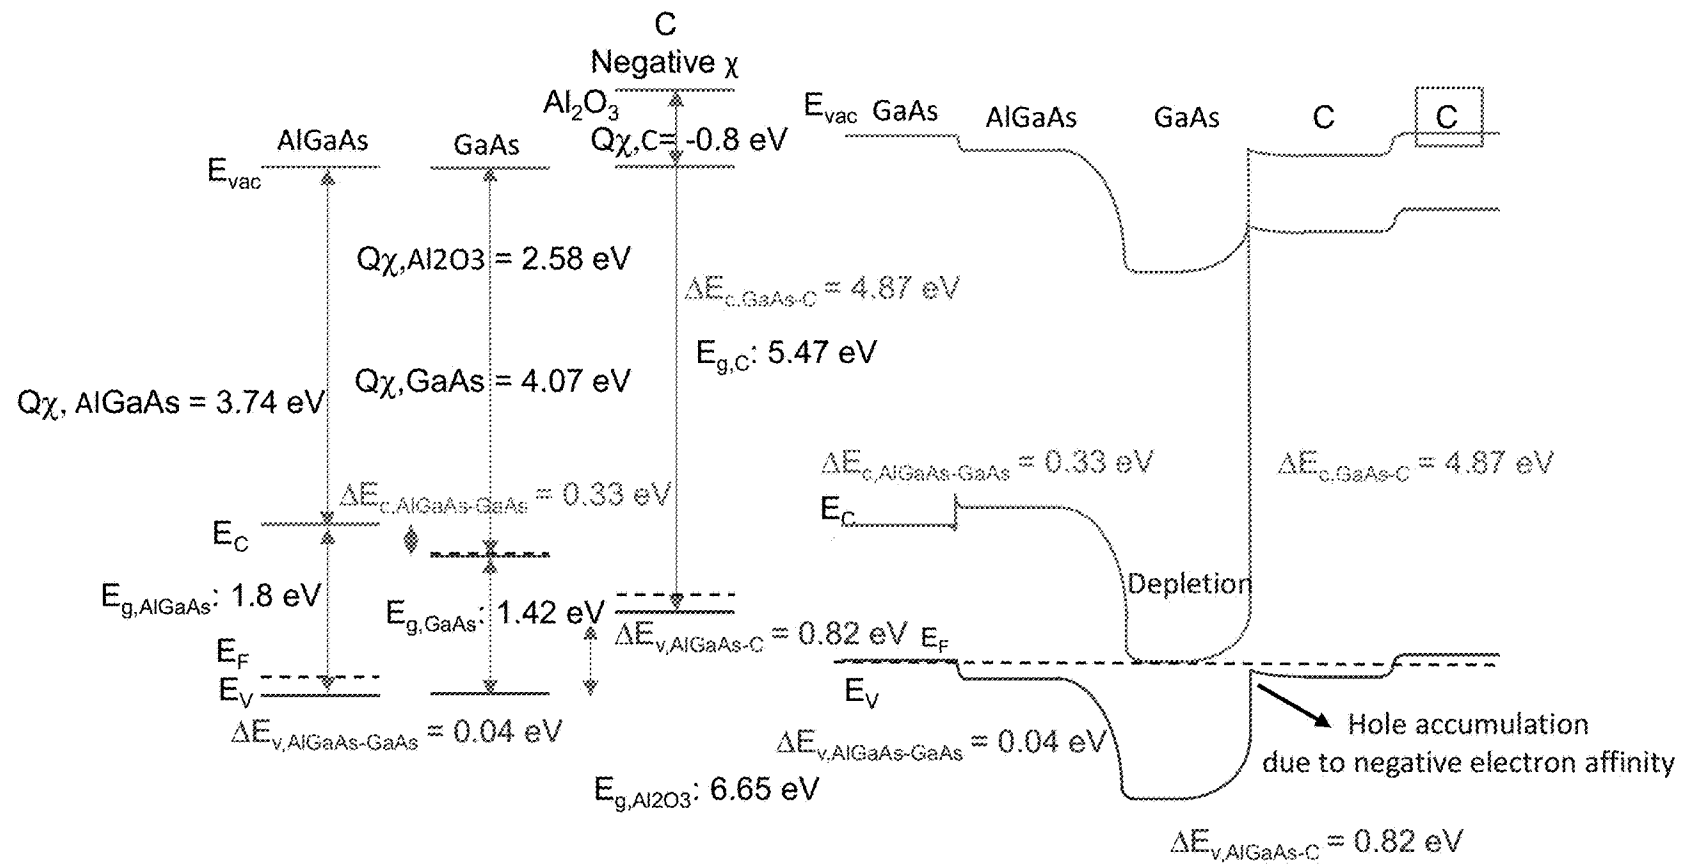 C
Negative χ
Al2O3
Qχ,C= -0.8 eV
AlGaAs
GaAs
Evac
Qχ,Al2O3 = 2.58 eV
ΔEc,GaAs-C = 4.87 eV
Eg,C: 5.47 eV
Qχ,GaAs = 4.07 eV
Qχ, AlGaAs = 3.74 eV
ΔEc,AlGaAs-GaAs = 0.33 eV
EC
Eg,AlGaAs: 1.8 eV
Eg,GaAs: 1.42 eV
ΔEv,AlGaAs-C = 0.82 eV
EF
EV
ΔEv,AlGaAs-GaAs = 0.04 eV
Eg,Al2O3: 6.65 eV
Evac
GaAs
AlGaAs
GaAs
C
C
ΔEc,AlGaAs-GaAs = 0.33 eV
ΔEc,GaAs-C = 4.87 eV
EC
Depletion
EF
EV
ΔEv,AlGaAs-GaAs = 0.04 eV
Hole accumulation
due to negative electron affinity
ΔEv,AlGaAs-C = 0.82 eV